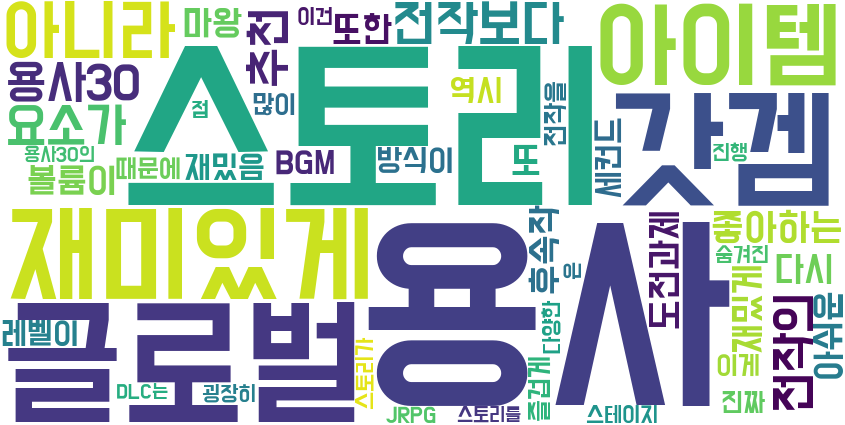 아니라
마왕
추천
이건
또한
전작보다
아이템
용사30
스토리
점
많이
역시
전작을
갓겜
요소가
용사30의
때문에
재밌음
BGM
방식이
또
세컨드
진행
볼륨이
재미있게
용사
후속작
은
도전과제
좋아하는
숨겨진
다시
글로벌
레벨이
스토리가
다양한
재밌게
이게
전작인
아쉬운
DLC는
굉장히
JRPG
스토리를
즐겁게
스테이지
진짜